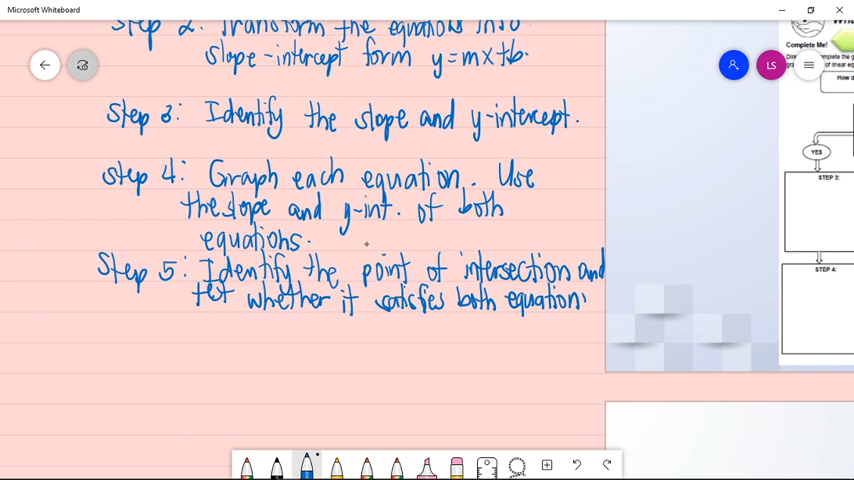 Microsoft Whiteboard
Step 2: Transform the equations into
slope-intercept form y=mx+b.
Step 3: Identify the slope and y-intercept.
Step 4: Graph each equation. Use
the slope and y-int. of both
equations.
Step 5: Identify the point of intersection and
tet whether it satisfies both equation.
LS
Complete Me!
How d
YES
STEP 3:
STEP 4: